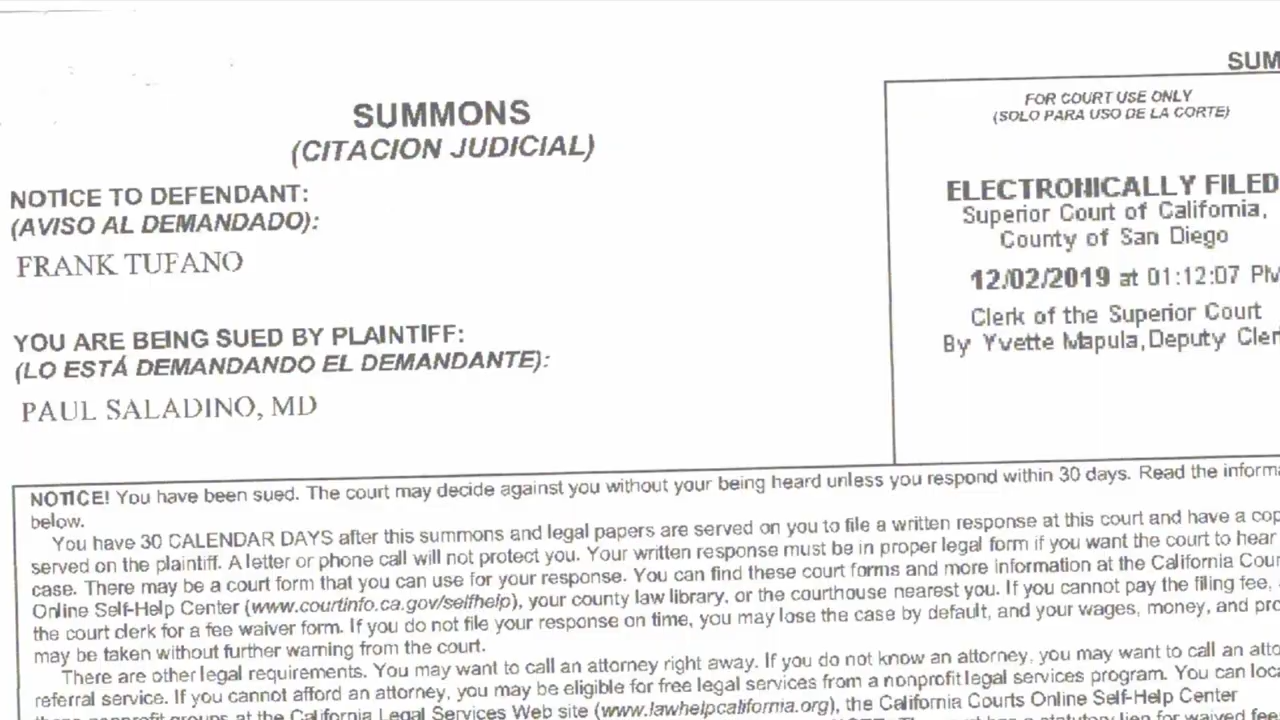 SUM
SUMMONS
(CITACION JUDICIAL)
NOTICE TO DEFENDANT:
(AVISO AL DEMANDADO):
FRANK TUFANO
YOU ARE BEING SUED BY PLAINTIFF:
(LO ESTÁ DEMANDANDO EL DEMANDANTE):
PAUL SALADINO, MD
FOR COURT USE ONLY
(SOLO PARA USO DE LA CORTE)
ELECTRONICALLY FILED
Superior Court of California,
County of San Diego
12/02/2019 at 01:12:07 PM
Clerk of the Superior Court
By Yvette Mapula, Deputy Cler
NOTICE! You have been sued. The court may decide against you without your being heard unless you respond within 30 days. Read the informa
below.
You have 30 CALENDAR DAYS after this summons and legal papers are served on you to file a written response at this court and have a cop
served on the plaintiff. A letter or phone call will not protect you. Your written response must be in proper legal form if you want the court to hear
case. There may be a court form that you can use for your response. You can find these court forms and more information at the California Cour
Online Self-Help Center (www.courtinfo.ca.gov/selfhelp), your county law library, or the courthouse nearest you. If you cannot pay the filing fee,
the court clerk for a fee waiver form. If you do not file your response on time, you may lose the case by default, and your wages, money, and pro
may be taken without further warning from the court.
There are other legal requirements. You may want to call an attorney right away. If you do not know an attorney, you may want to call an atto
referral service. If you cannot afford an attorney, you may be eligible for free legal services from a nonprofit legal services program. You can loca
these nonprofit groups at the California Legal Services Web site (www.lawhelpcalifornia.org), the California Courts Online Self-Help Center